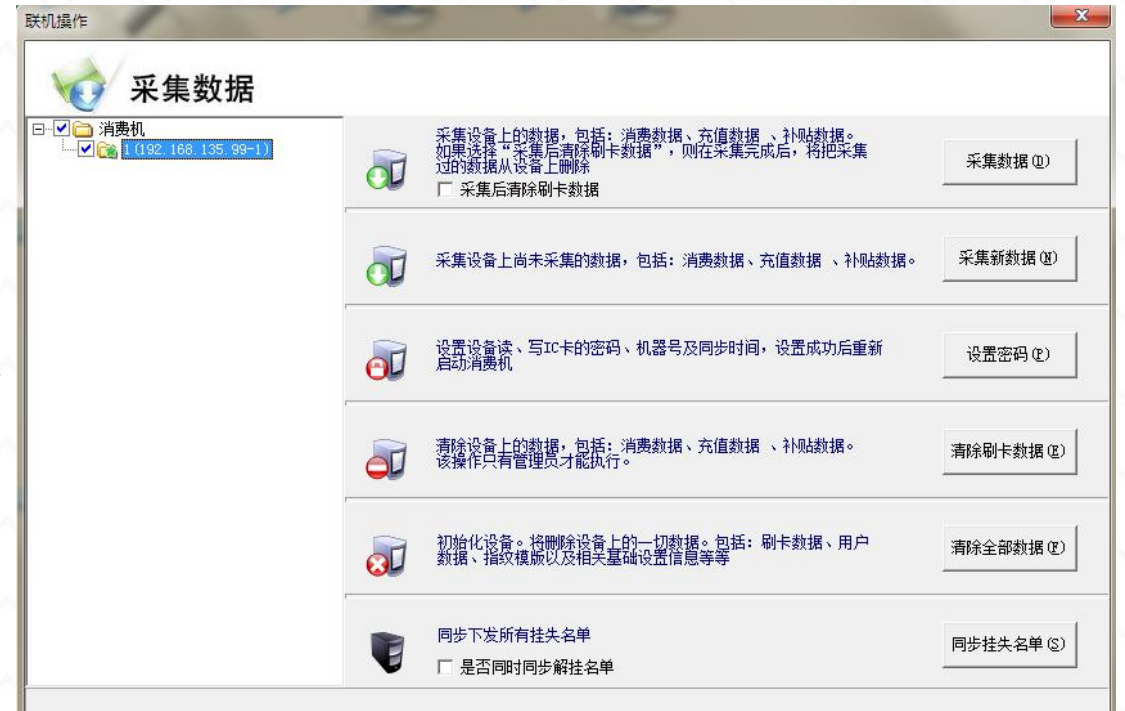 联机操作
采集数据
消费机
1(192.168.135.99-1)
采集设备上的数据，包括：消费数据、充值数据 、补贴数据。
如果选择“采集后清除刷卡数据”，则在采集完成后，将把采集
过的数据从设备上删除
采集后清除刷卡数据
采集数据(D)
采集设备上尚未采集的数据，包括：消费数据、充值数据 、补贴数据。
采集新数据(N)
设置设备读、写IC卡的密码、机器号及同步时间，设置成功后重新
启动消费机
设置密码(P)
清除设备上的数据，包括：消费数据、充值数据 、补贴数据。
该操作只有管理员才能执行。
清除刷卡数据(E)
初始化设备。将删除设备上的一切数据。包括：刷卡数据、用户
数据、指纹模版以及相关基础设置信息等等
清除全部数据(F)
同步下发所有挂失名单
是否同时同步解挂名单
同步挂失名单(S)